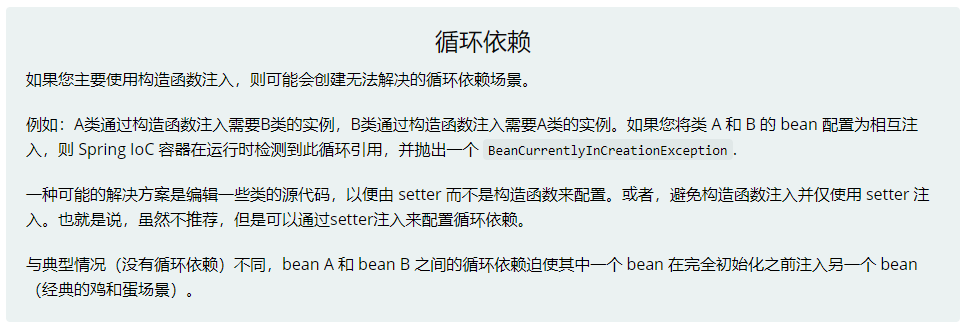 循环依赖
如果您主要使用构造函数注入，则可能会创建无法解决的循环依赖场景。
例如：A类通过构造函数注入需要B类的实例，B类通过构造函数注入需要A类的实例。如果您将类 A 和 B 的 bean 配置为相互注
入，则 Spring IoC 容器在运行时检测到此循环引用，并抛出一个 BeanCurrentlyInCreationException.
一种可能的解决方案是编辑一些类的源代码，以便由 setter 而不是构造函数来配置。或者，避免构造函数注入并仅使用 setter 注
入。也就是说，虽然不推荐，但是可以通过setter注入来配置循环依赖。
与典型情况（没有循环依赖）不同，bean A 和 bean B 之间的循环依赖迫使其中一个 bean 在完全初始化之前注入另一个 bean
（经典的鸡和蛋场景）。